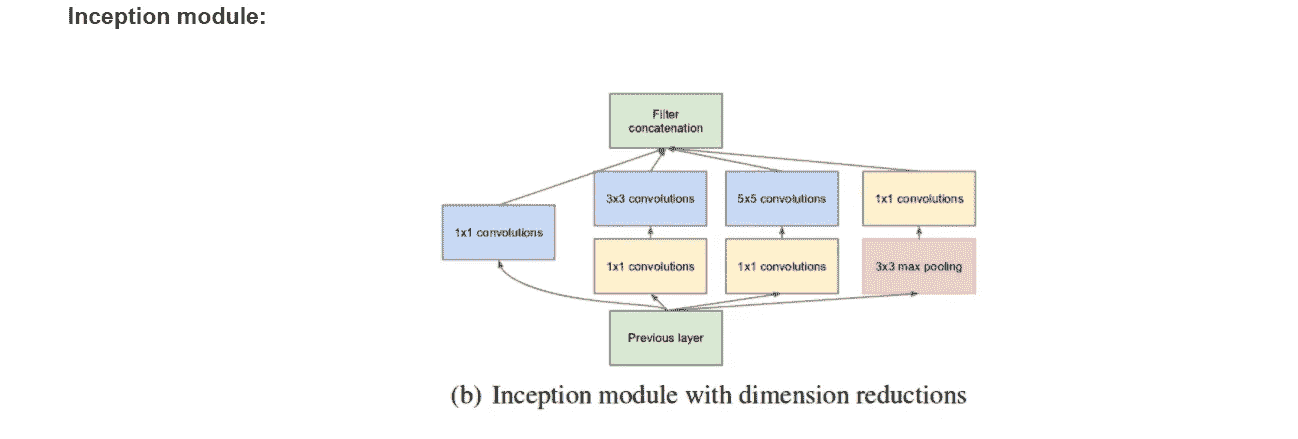 Inception module:
Filter
concatenation
3x3 convolutions
5x5 convolutions
1x1 convolutions
1x1 convolutions
1x1 convolutions
1x1 convolutions
3x3 max pooling
Previous layer
(b) Inception module with dimension reductions